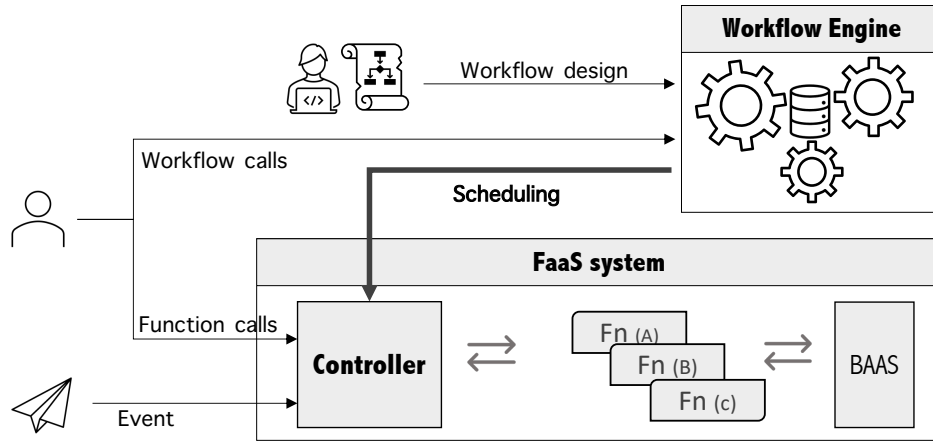 Workflow Engine
Workflow design
</>
Workflow calls
Scheduling
FaaS system
Function calls
Controller
Fn (A)
Fn (B)
Fn (c)
BAAS
Event